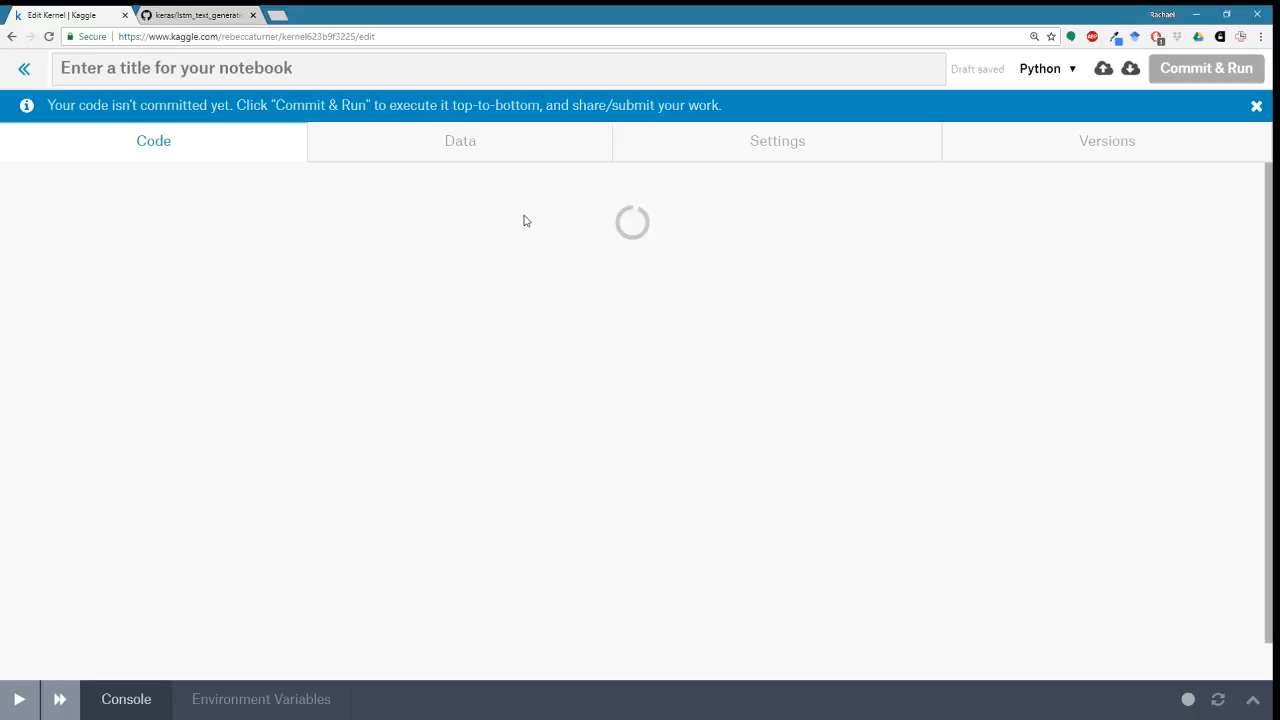 Edit Kernel | Kaggle
keras/lstm_text_generati
Rachael
Secure
https://www.kaggle.com/rebeccaturner/kernel623b9f3225/edit
Enter a title for your notebook
Draft saved
Python
Commit & Run
Your code isn't committed yet. Click "Commit & Run" to execute it top-to-bottom, and share/submit your work.
Code
Data
Settings
Versions
Console
Environment Variables